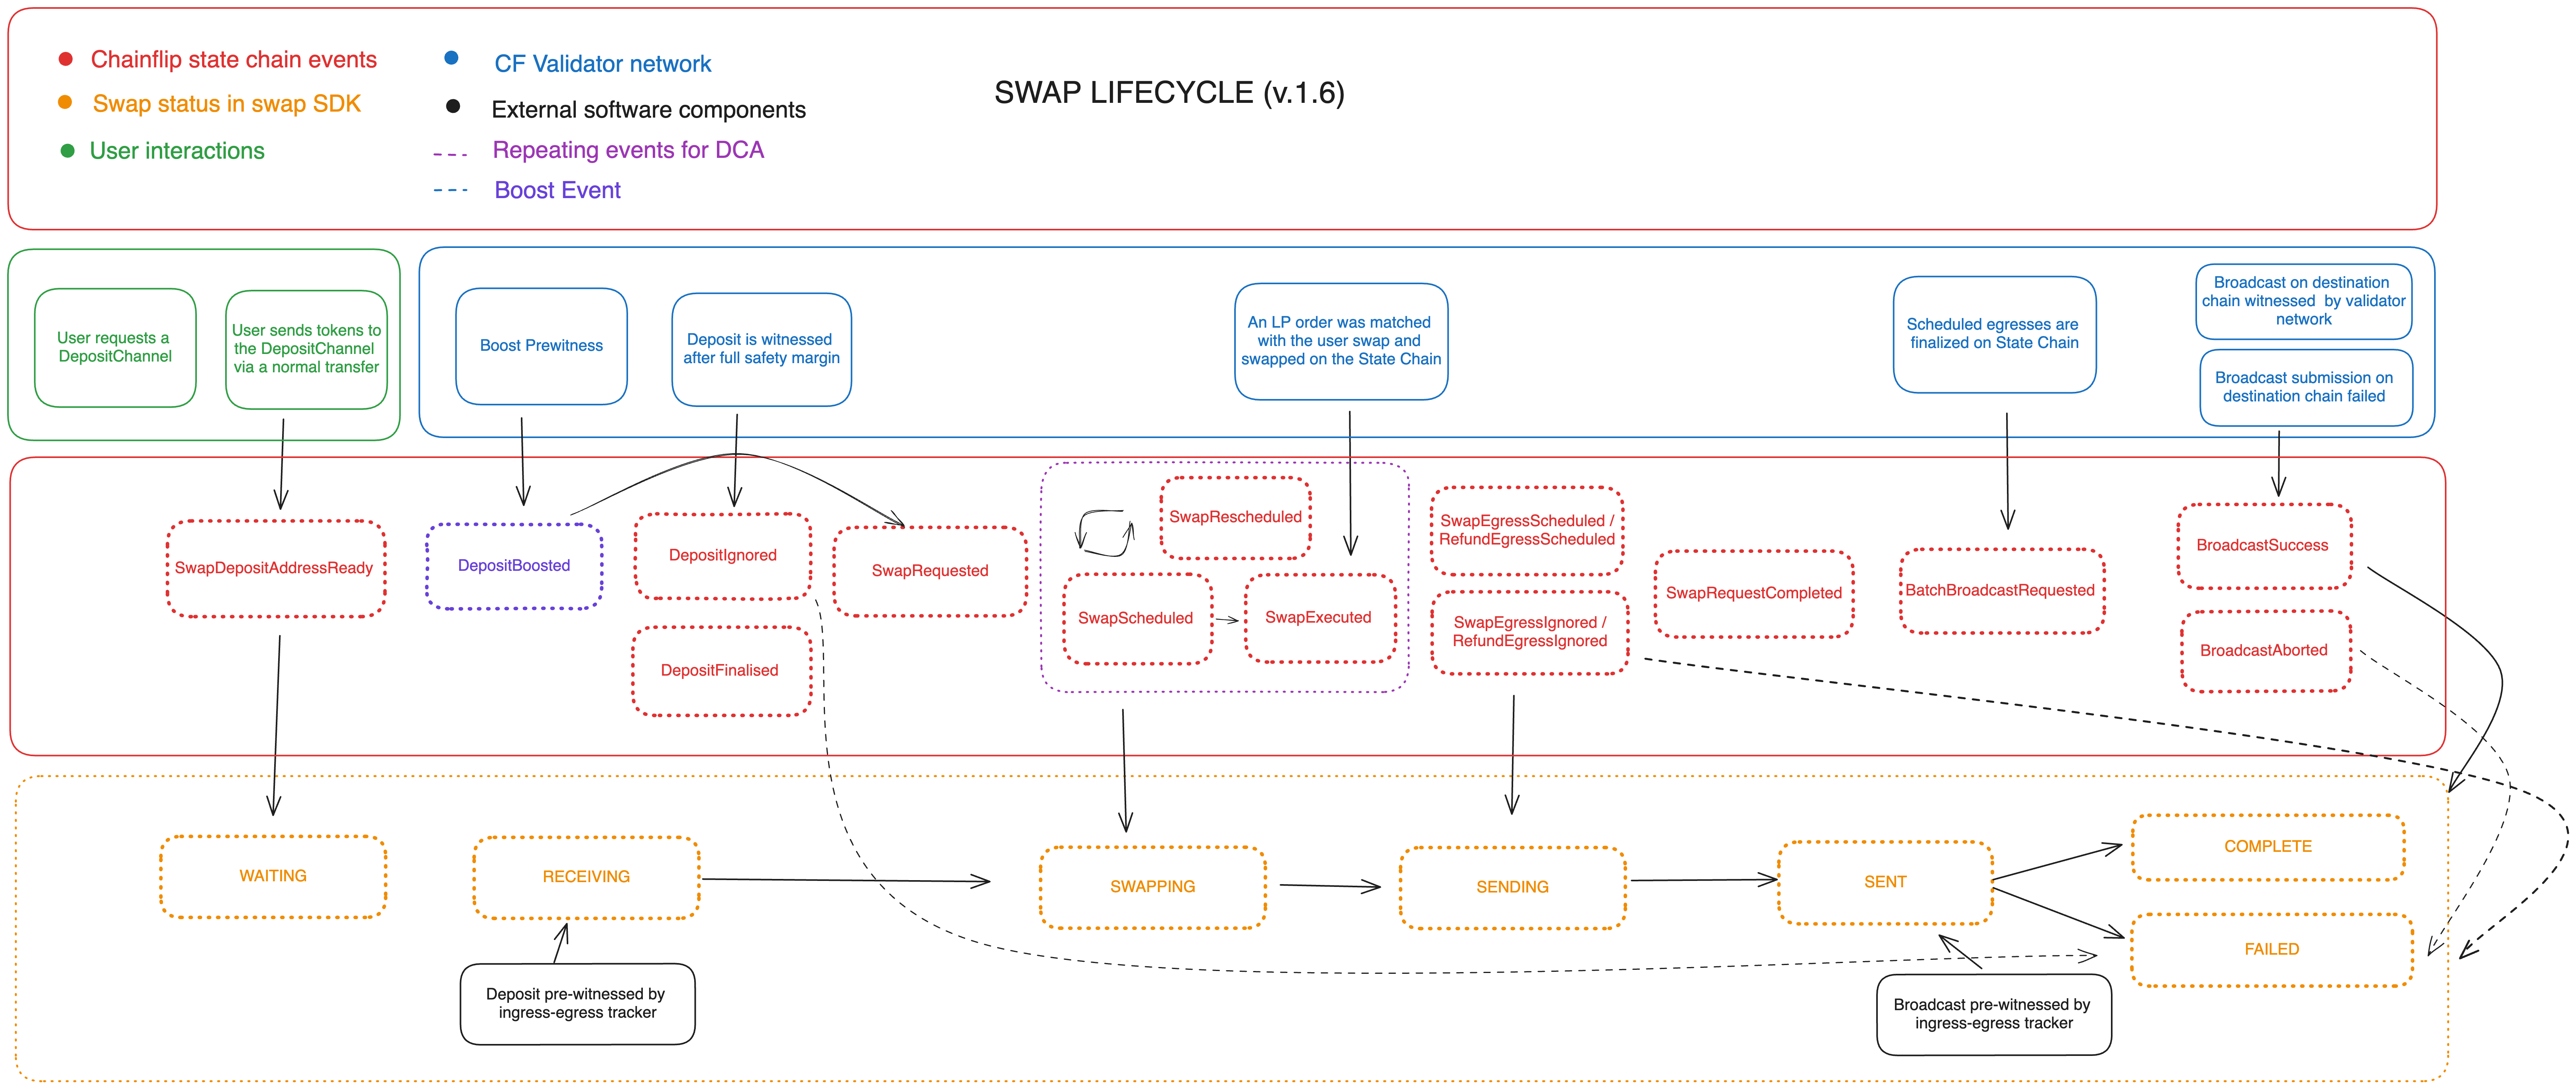 Chainflip state chain events
Swap status in swap SDK
User interactions
CF Validator network
External software components
Repeating events for DCA
Boost Event
SWAP LIFECYCLE (v.1.6)
User requests a
DepositChannel
User sends tokens to
the DepositChannel
via a normal transfer
Boost Prewitness
Deposit is witnessed
after full safety margin
An LP order was matched
with the user swap and
swapped on the State Chain
Scheduled egresses are
finalized on State Chain
Broadcast on destination
chain witnessed by validator
network
Broadcast submission on
destination chain failed
SwapDepositAddressReady
DepositBoosted
DepositIgnored
DepositFinalised
SwapRequested
SwapRescheduled
SwapScheduled
SwapExecuted
SwapEgressScheduled /
RefundEgressScheduled
SwapEgressIgnored /
RefundEgressIgnored
SwapRequestCompleted
BatchBroadcastRequested
BroadcastSuccess
BroadcastAborted
WAITING
RECEIVING
SWAPPING
SENDING
SENT
COMPLETE
FAILED
Deposit pre-witnessed by
ingress-egress tracker
Broadcast pre-witnessed by
ingress-egress tracker